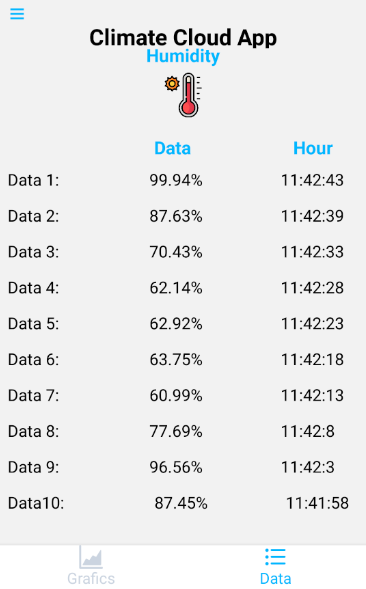 Climate Cloud App
Humidity
Data Hour
Data 1: 99.94% 11:42:43
Data 2: 87.63% 11:42:39
Data 3: 70.43% 11:42:33
Data 4: 62.14% 11:42:28
Data 5: 62.92% 11:42:23
Data 6: 63.75% 11:42:18
Data 7: 60.99% 11:42:13
Data 8: 77.69% 11:42:8
Data 9: 96.56% 11:42:3
Data10: 87.45% 11:41:58
Grafics Data